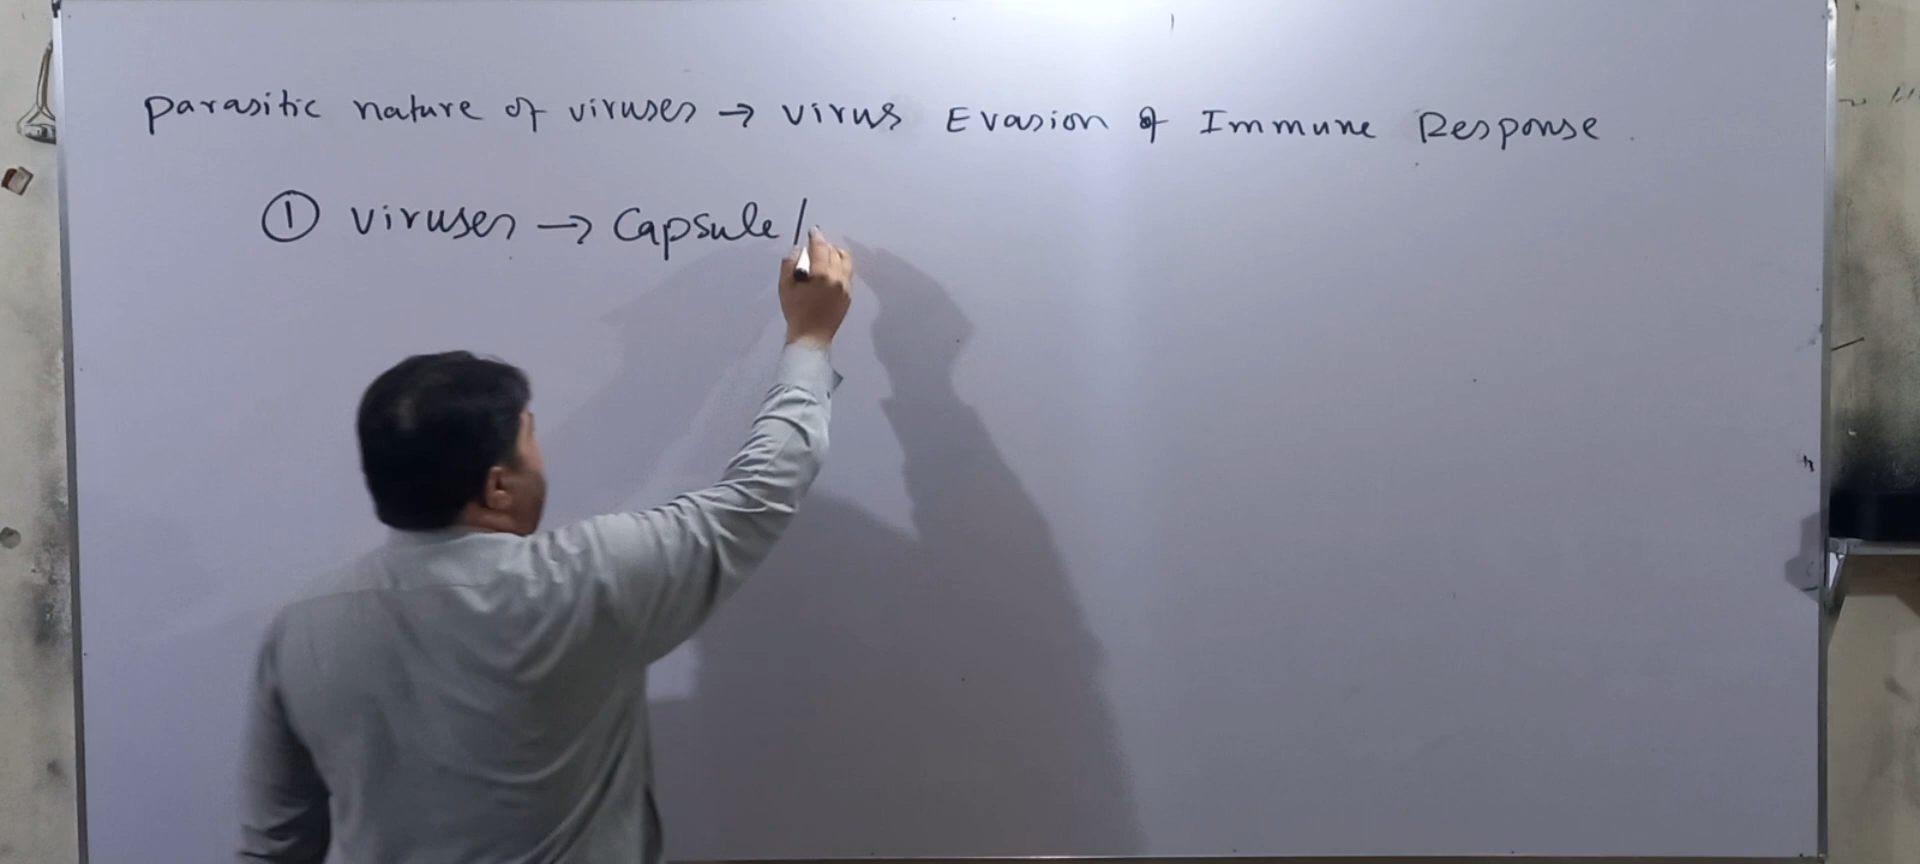 Parasitic nature of viruses → virus Evasion of Immune Response.
① viruses → Capsule /